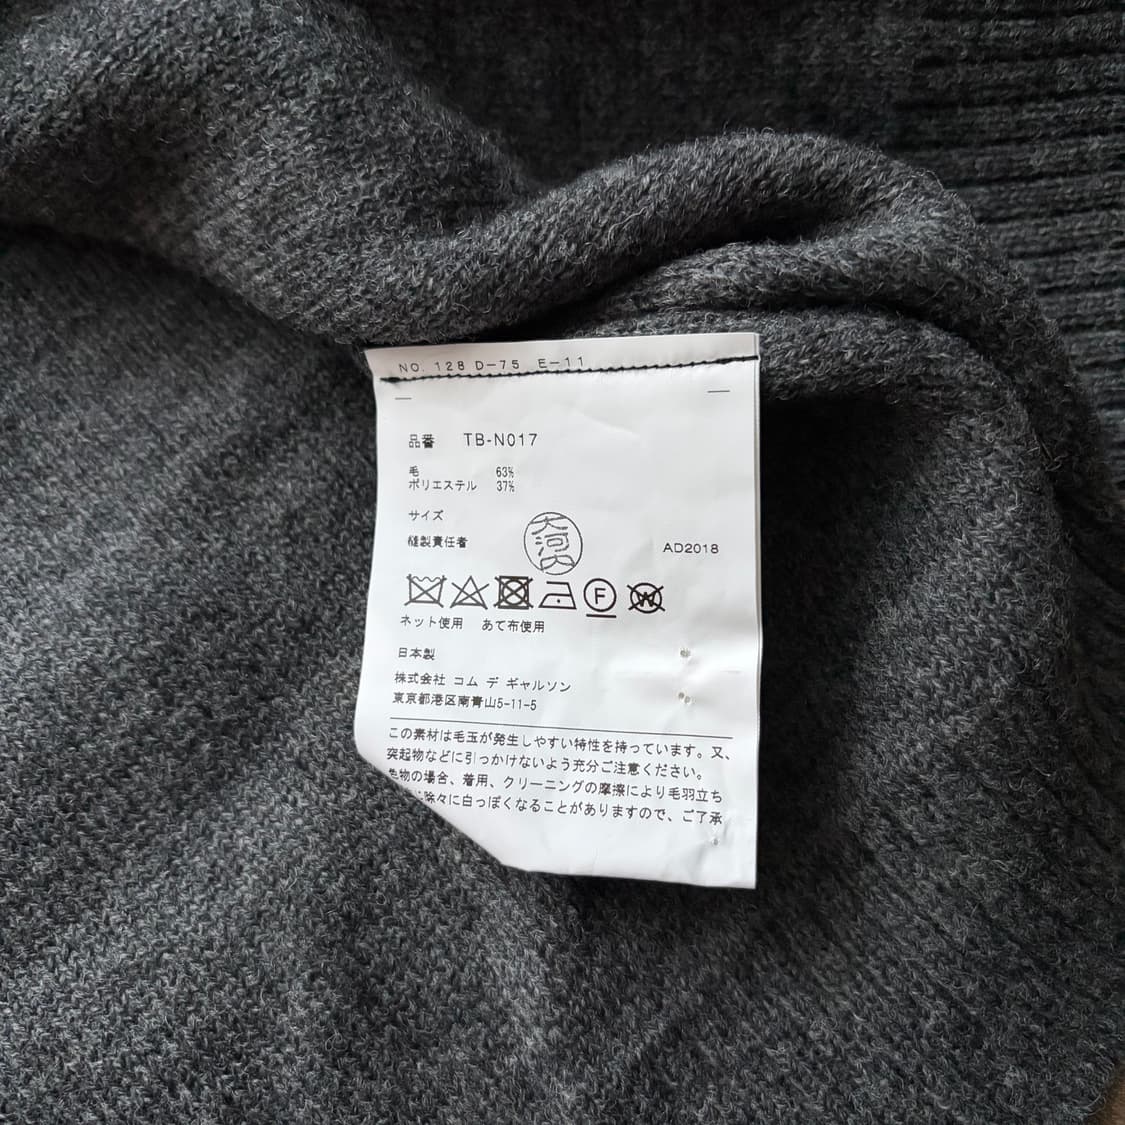 NO. 128 D-75 E-11
品番 TB-N017
毛 63%
ポリエステル 37%
サイズ
縫製責任者 大河内 AD2018
F W
ネット使用 あて布使用
日本製
株式会社 コム デ ギャルソン
東京都港区南青山5-11-5
この素材は毛玉が発生しやすい特性を持っています。又、
突起物などに引っかけないよう充分ご注意ください。
色物の場合、着用、クリーニングの摩擦により毛羽立ち
除々に白っぽくなることがありますので、ご了承